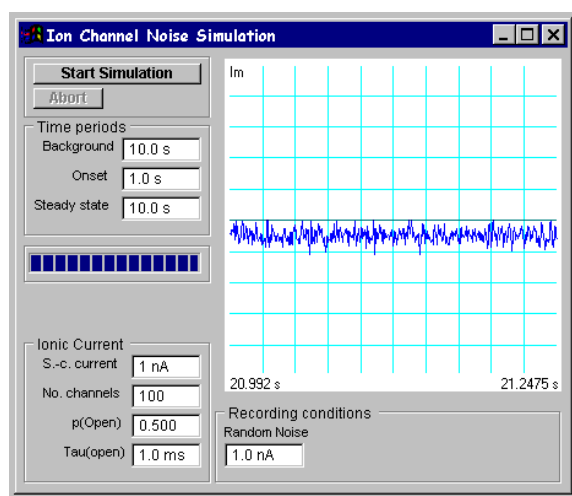 Ion Channel Noise Simulation
Start Simulation
Abort
Time periods
Background 10.0 s
Onset 1.0 s
Steady state 10.0 s
Ionic Current
S.-c. current 1 nA
No. channels 100
p(Open) 0.500
Tau(open) 1.0 ms
Im
20.992 s 21.2475 s
Recording conditions
Random Noise
1.0 nA